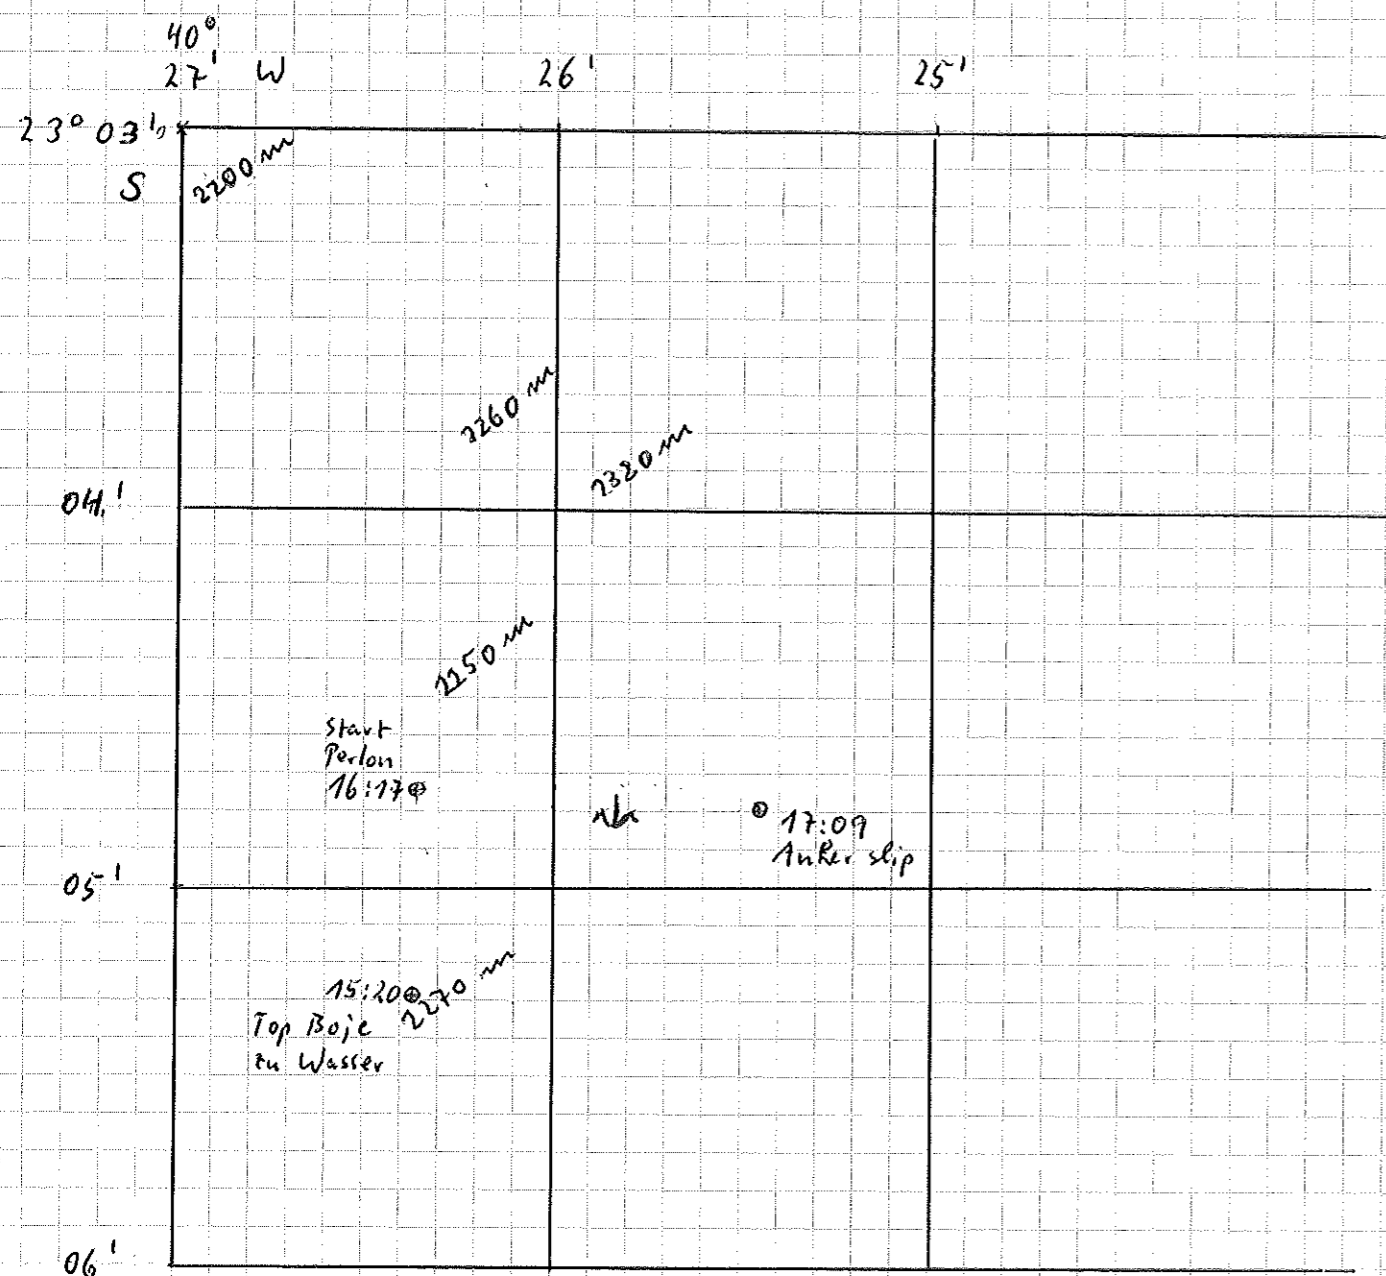 40°
27' W 26' 25'
23° 03'
S
2200 m
2260 m
2320 m
04'
2250 m
Start
Perlon
16:17
17:09
Anker slip
05'
15:20
2270 m
Top Boje
zu Wasser
06'